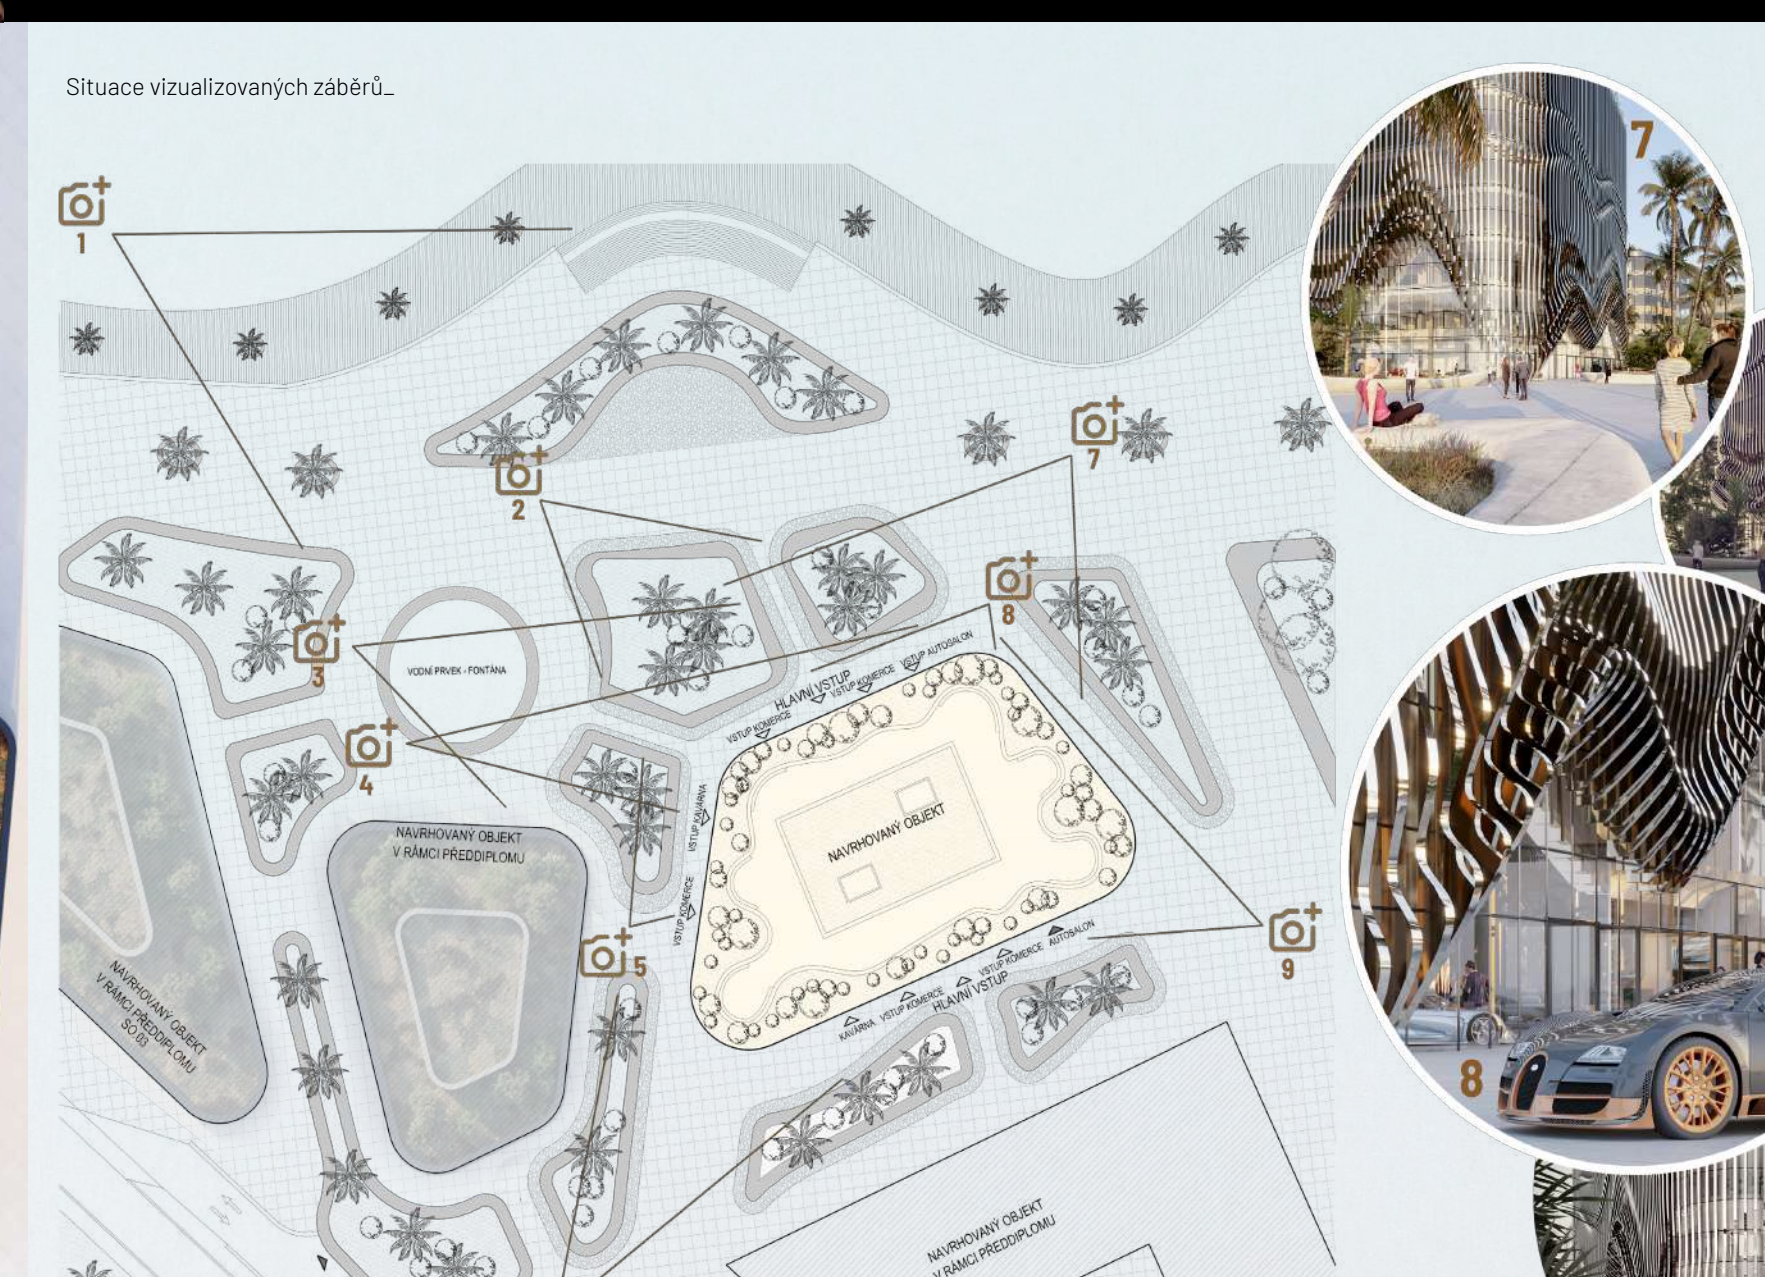 Situace vizualizovaných záběrů_
7
1
7
2
8
VSTUP AUTOSALON
VSTUP KOMERCE
HLAVNÍ VSTUP
VSTUP KOMERCE
3
VODNÍ PRVEK - FONTÁNA
4
VSTUP KAVÁRNA
NAVRHOVANÝ OBJEKT
V RÁMCI PŘEDDIPLOMU
NAVRHOVANÝ OBJEKT
VSTUP KOMERCE
5
9
AUTOSALON
VSTUP KOMERCE
HLAVNÍ VSTUP
VSTUP KOMERCE
KAVÁRNA
NAVRHOVANÝ OBJEKT
V RÁMCI PŘEDDIPLOMU
SO.03
8
NAVRHOVANÝ OBJEKT
V RÁMCI PŘEDDIPLOMU